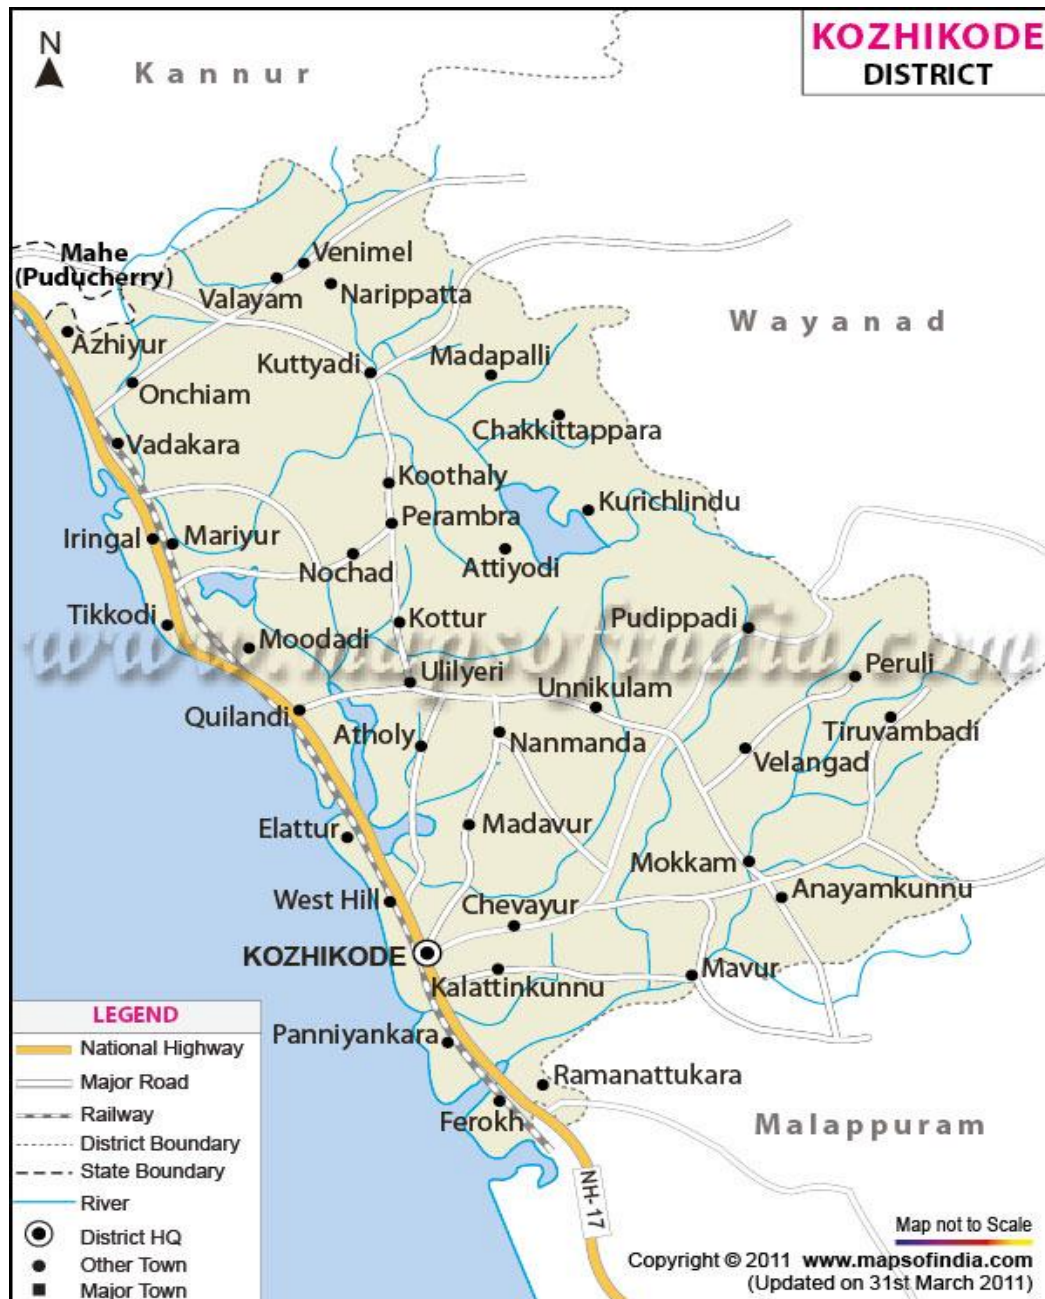 KOZHIKODE
DISTRICT
N
Kannur
Mahe
(Puducherry)
Venimel
Valayam
Narippatta
Wayanad
Azhiyur
Kuttyadi
Madapalli
Onchiam
Chakkittappara
Vadakara
Koothaly
Kurichlindu
Perambra
Iringal
Mariyur
Nochad
Attiyodi
Tikkodi
Kottur
Pudippadi
Moodadi
www.mapsofindia.com
Peruli
Ulilyeri
Unnikulam
Quilandi
Atholy
Nanmanda
Tiruvambadi
Velangad
Elattur
Madavur
Mokkam
Anayamkunnu
West Hill
Chevayur
KOZHIKODE
Kalattinkunnu
Mavur
Panniyankara
Ramanattukara
Ferokh
Malappuram
NH-17
LEGEND
National Highway
Major Road
Railway
District Boundary
State Boundary
River
District HQ
Other Town
Major Town
Map not to Scale
Copyright © 2011 www.mapsofindia.com
(Updated on 31st March 2011)